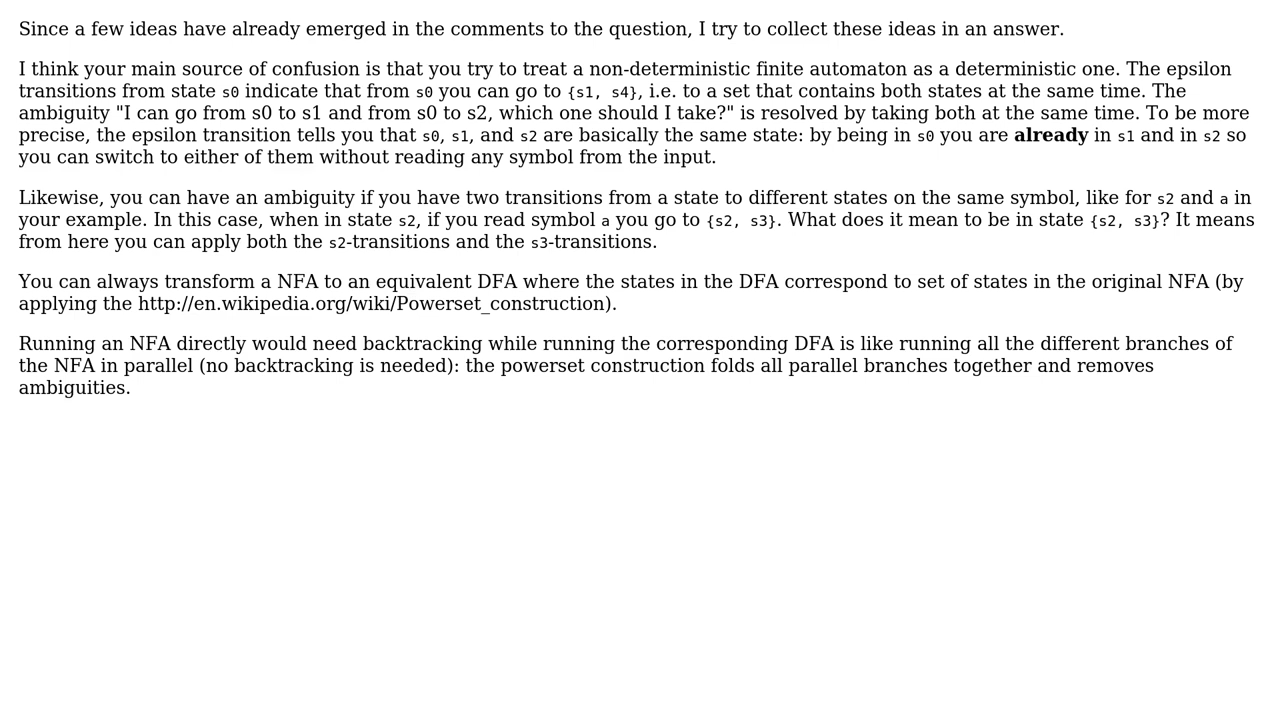 Since a few ideas have already emerged in the comments to the question, I try to collect these ideas in an answer.
I think your main source of confusion is that you try to treat a non-deterministic finite automaton as a deterministic one. The epsilon
transitions from state s0 indicate that from s0 you can go to {s1, s4}, i.e. to a set that contains both states at the same time. The
ambiguity "I can go from s0 to s1 and from s0 to s2, which one should I take?" is resolved by taking both at the same time. To be more
precise, the epsilon transition tells you that s0, s1, and s2 are basically the same state: by being in s0 you are already in s1 and in s2 so
you can switch to either of them without reading any symbol from the input.
Likewise, you can have an ambiguity if you have two transitions from a state to different states on the same symbol, like for s2 and a in
your example. In this case, when in state s2, if you read symbol a you go to {s2, s3}. What does it mean to be in state {s2, s3}? It means
from here you can apply both the s2-transitions and the s3-transitions.
You can always transform a NFA to an equivalent DFA where the states in the DFA correspond to set of states in the original NFA (by
applying the http://en.wikipedia.org/wiki/Powerset_construction).
Running an NFA directly would need backtracking while running the corresponding DFA is like running all the different branches of
the NFA in parallel (no backtracking is needed): the powerset construction folds all parallel branches together and removes
ambiguities.